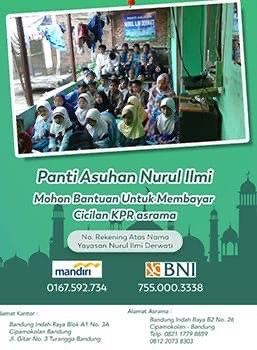 Panti Asuhan Nurul Ilmi
Mohon Bantuan Untuk Membayar
Cicilan KPR asrama
No. Rekening Atas Nama
Yayasan Nurul Ilmi Derwati
mandiri
BNI
0167.592.734
755.000.3338
lamat Kantor :
Bandung Indah Raya Blok A1 No. 3A
Cipamokolan Bandung
Jl. Gitar No. 3 Turangga Bandung
Alamat Asrama :
Bandung Indah Raya B2 No. 26
Cipamokolan - Bandung
Telp. 0821 1779 8859
0812 2073 8303